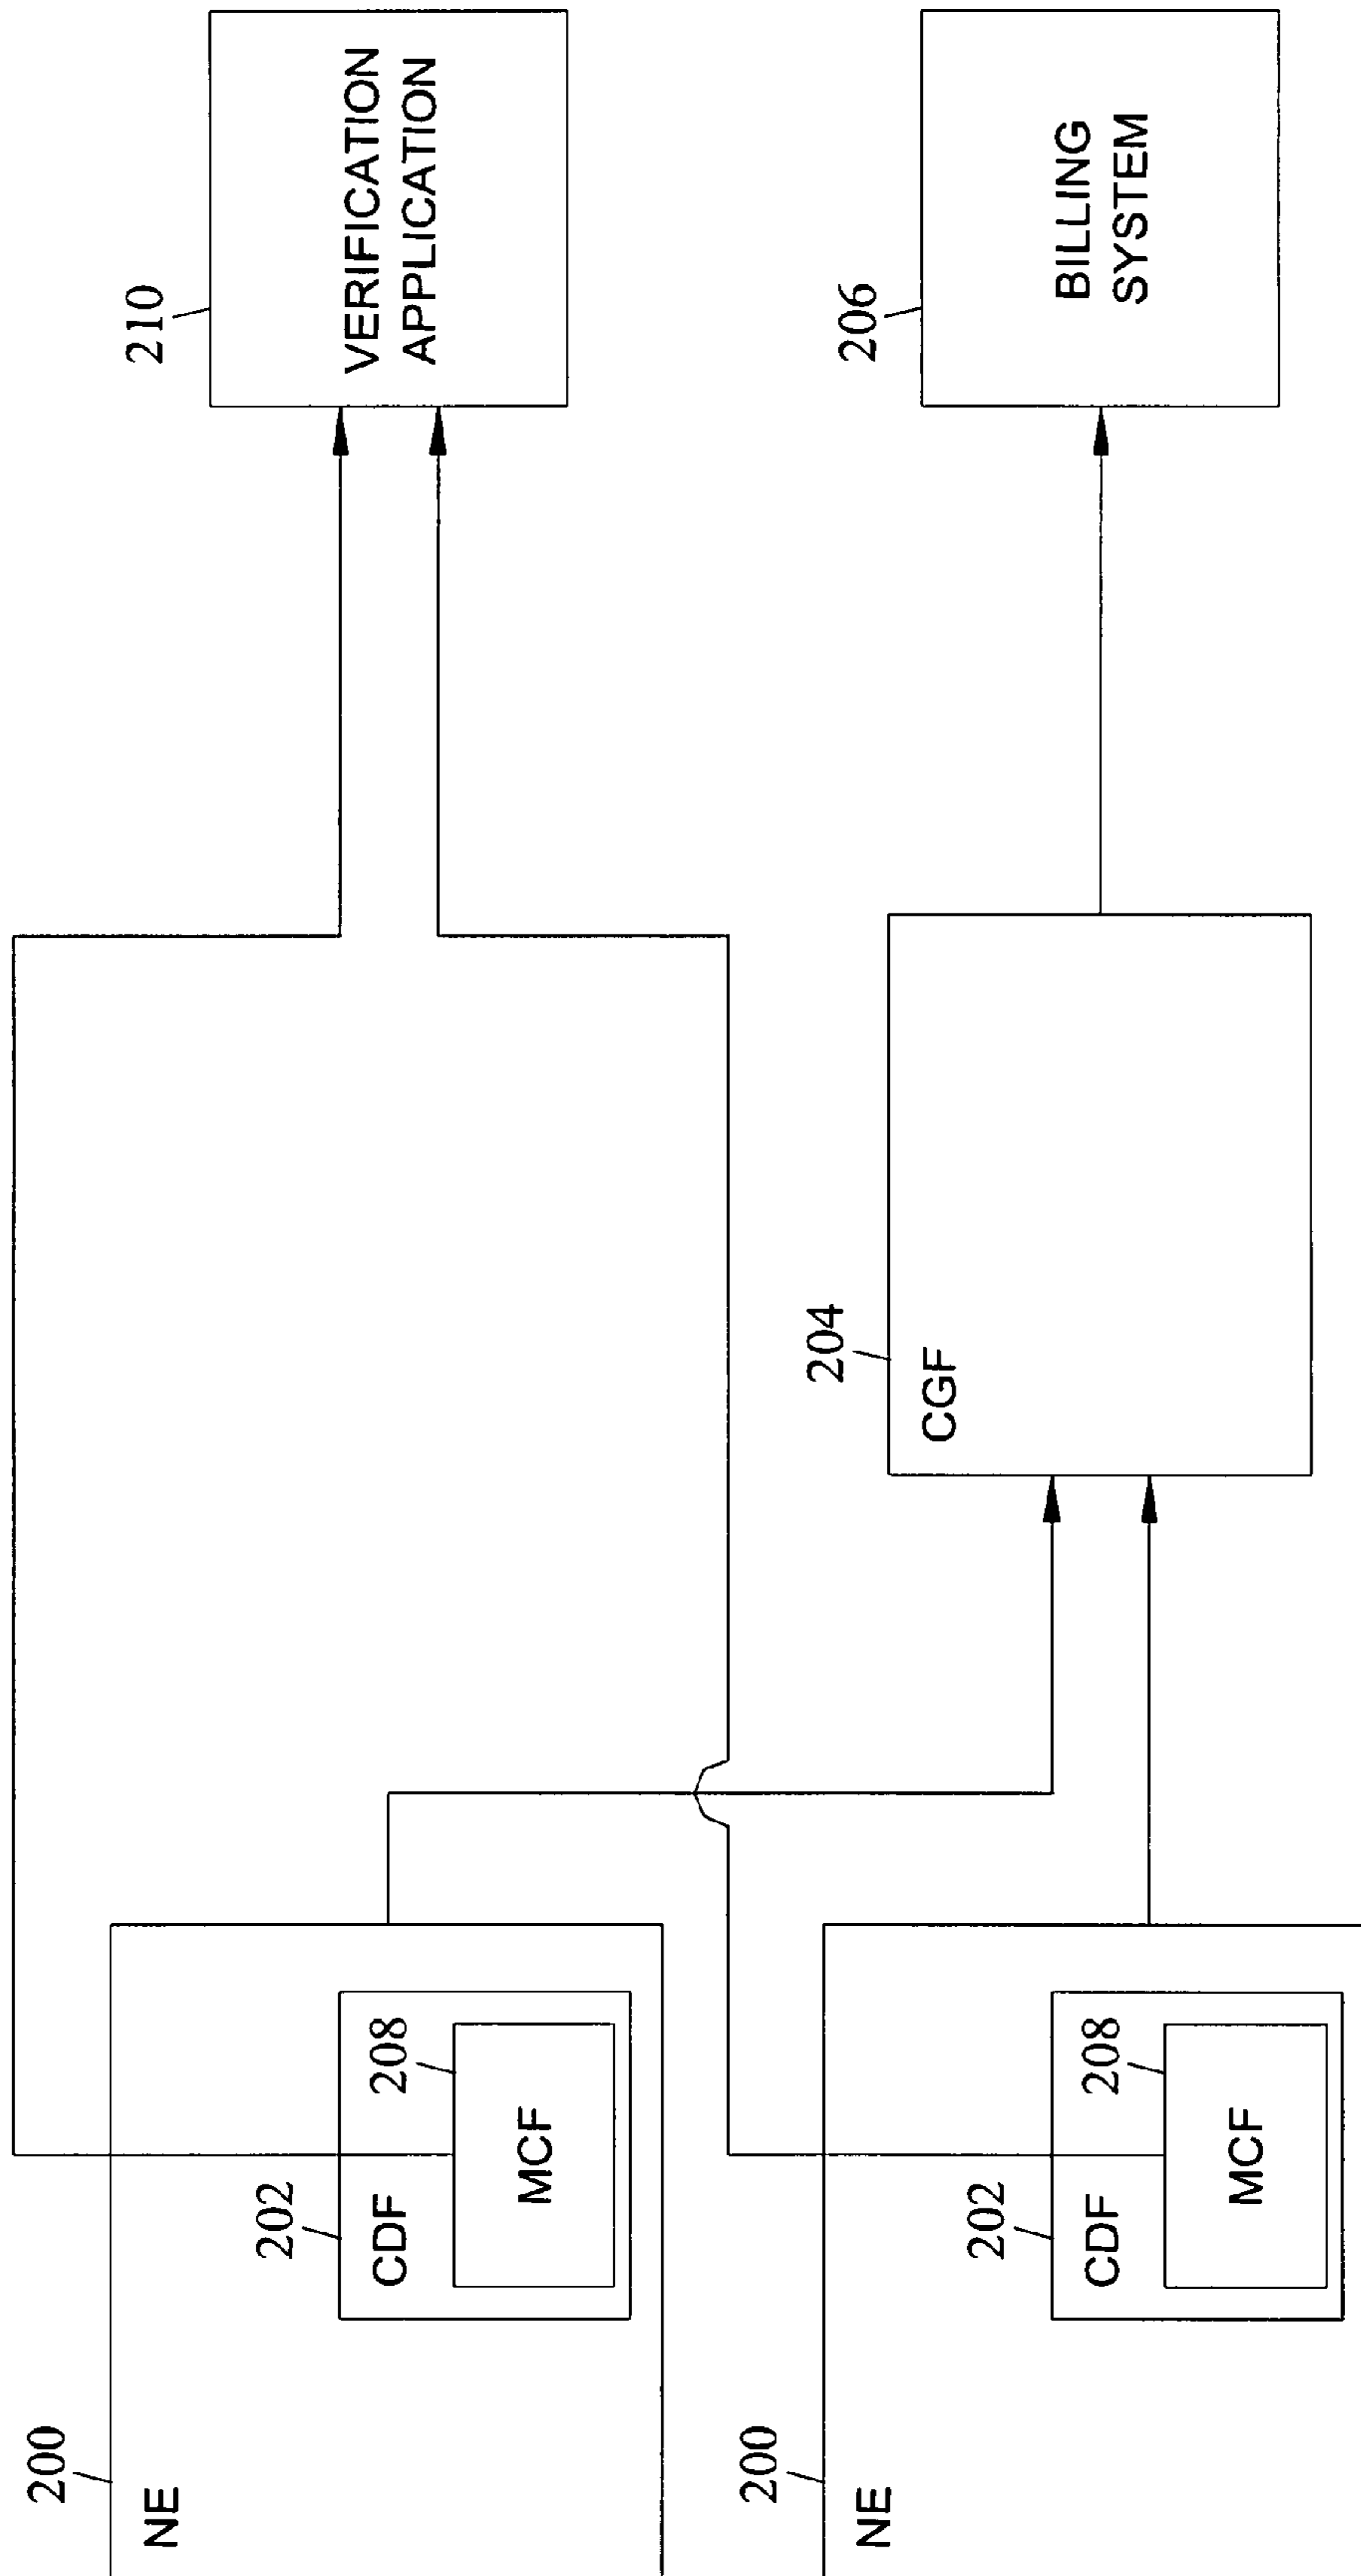 200
NE
202
CDF
208
MCF
210
VERIFICATION
APPLICATION
200
NE
202
CDF
208
MCF
204
CGF
206
BILLING
SYSTEM